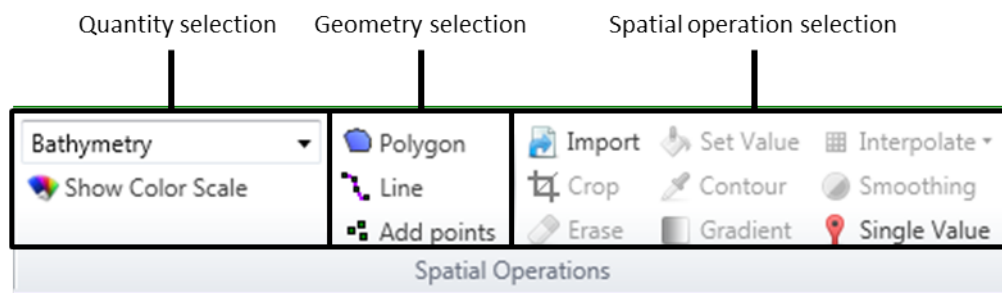 Quantity selection Geometry selection Spatial operation selection
Bathymetry Polygon Import Set Value Interpolate
Show Color Scale Line Crop Contour Smoothing
Add points Erase Gradient Single Value
Spatial Operations